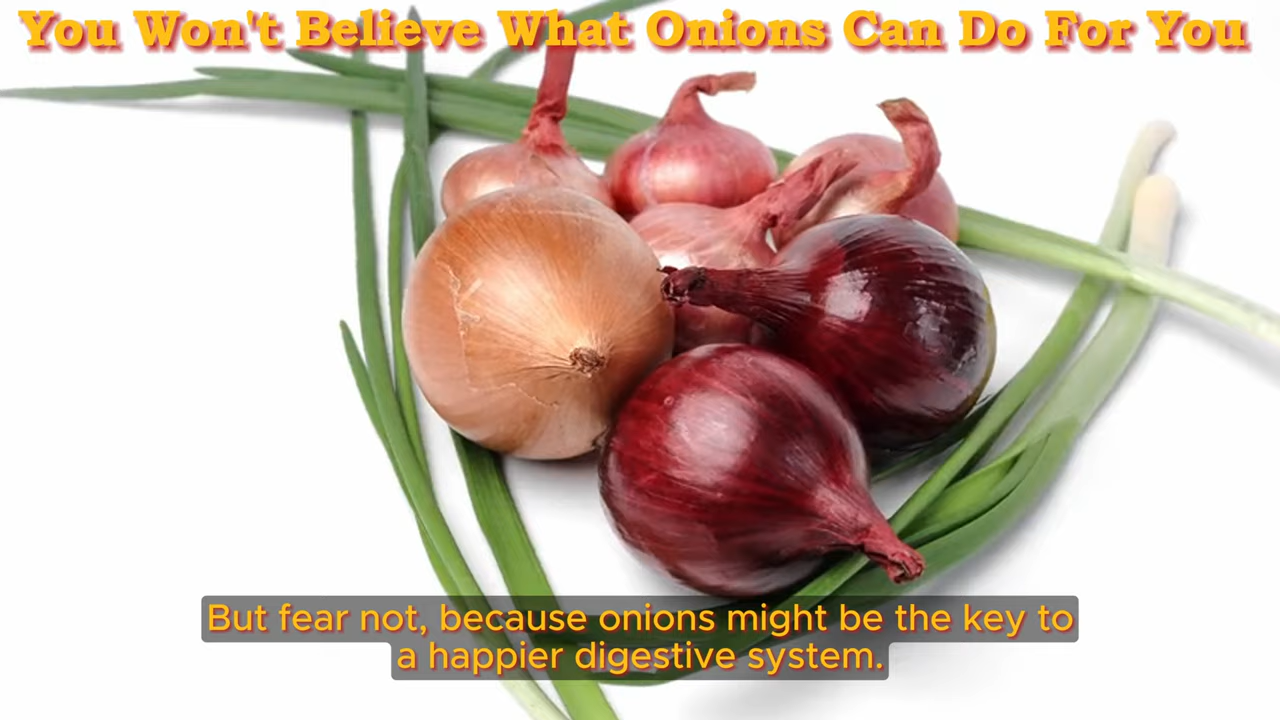 You Won't Believe What Onions Can Do For You
But fear not, because onions might be the key to
a happier digestive system.